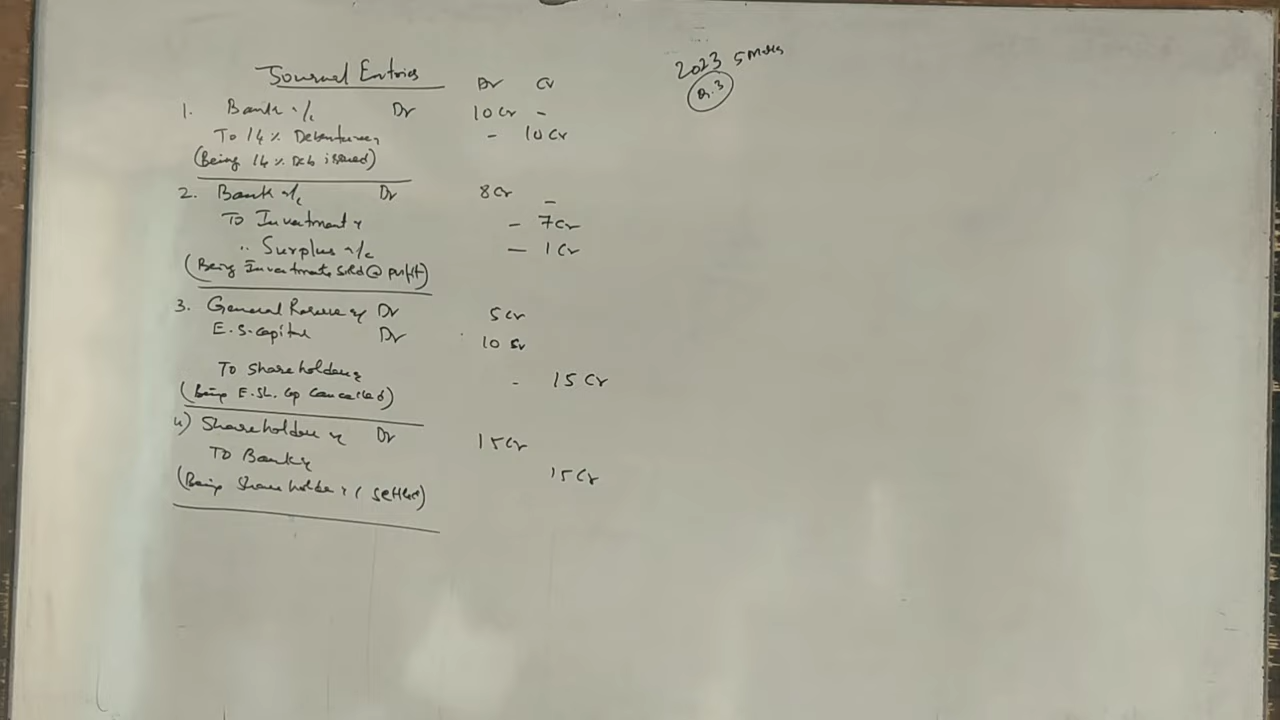 Journal Entries Dr Cr
1. Bank a/c Dr 10 Cr -
To 14 % Debentures - 10 Cr
(Being 14 % Deb issued)
2. Bank a/c Dr 8 Cr -
To Investment - 7 Cr
" Surplus a/c - 1 Cr
(Being Investments sold @ profit)
3. General Reserve Dr 5 Cr
E. S. capital Dr 10 Cr
To Shareholders - 15 Cr
(Being E. Sh. Cap Cancelled)
4) Shareholders Dr 15 Cr
To Bank 15 Cr
(Being Shareholders settled)
2023 5 Marks
Q. 3